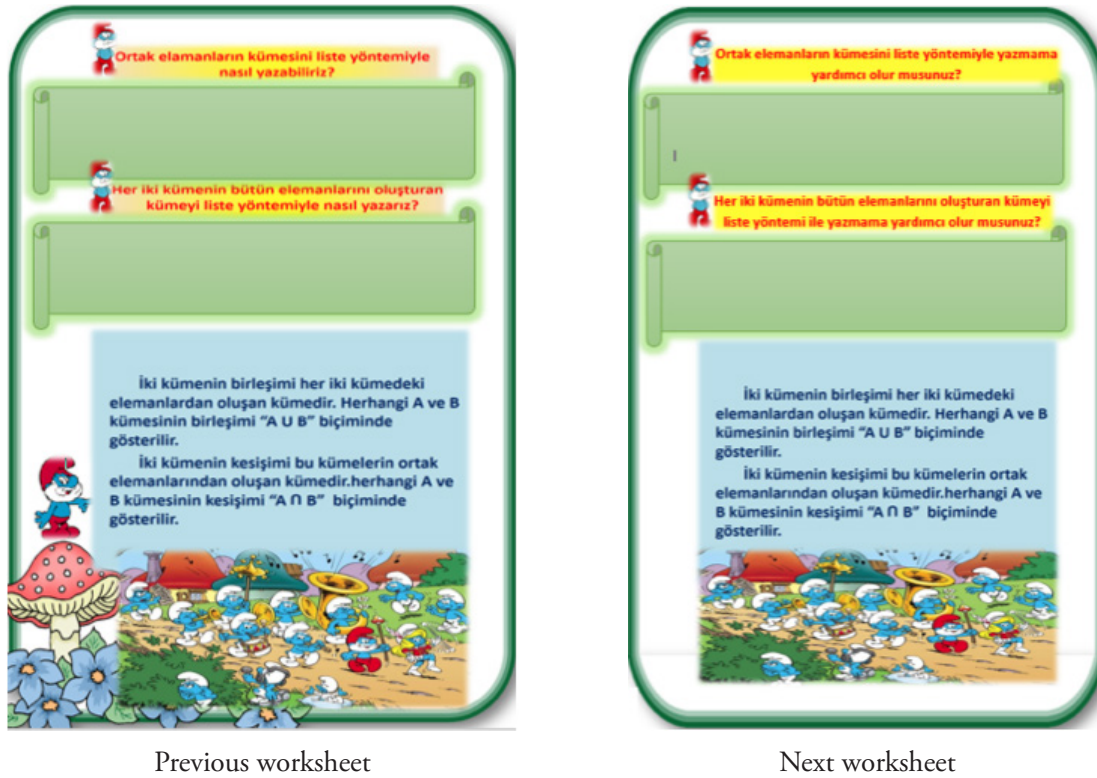 Ortak elamanların kümesini liste yöntemiyle
nasıl yazabiliriz?
Her iki kümenin bütün elemanlarını oluşturan
kümeyi liste yöntemiyle nasıl yazarız?
İki kümenin birleşimi her iki kümedeki
elemanlardan oluşan kümedir. Herhangi A ve B
kümesinin birleşimi “A U B” biçiminde
gösterilir.
İki kümenin kesişimi bu kümelerin ortak
elemanlarından oluşan kümedir.herhangi A ve
B kümesinin kesişimi “A ∩ B” biçiminde
gösterilir.
Previous worksheet
Ortak elemanların kümesini liste yöntemiyle yazmama
yardımcı olur musunuz?
Her iki kümenin bütün elemanlarını oluşturan kümeyi
liste yöntemi ile yazmama yardımcı olur musunuz?
İki kümenin birleşimi her iki kümedeki
elemanlardan oluşan kümedir. Herhangi A ve B
kümesinin birleşimi “A U B” biçiminde
gösterilir.
İki kümenin kesişimi bu kümelerin ortak
elemanlarından oluşan kümedir.herhangi A ve
B kümesinin kesişimi “A ∩ B” biçiminde
gösterilir.
Next worksheet